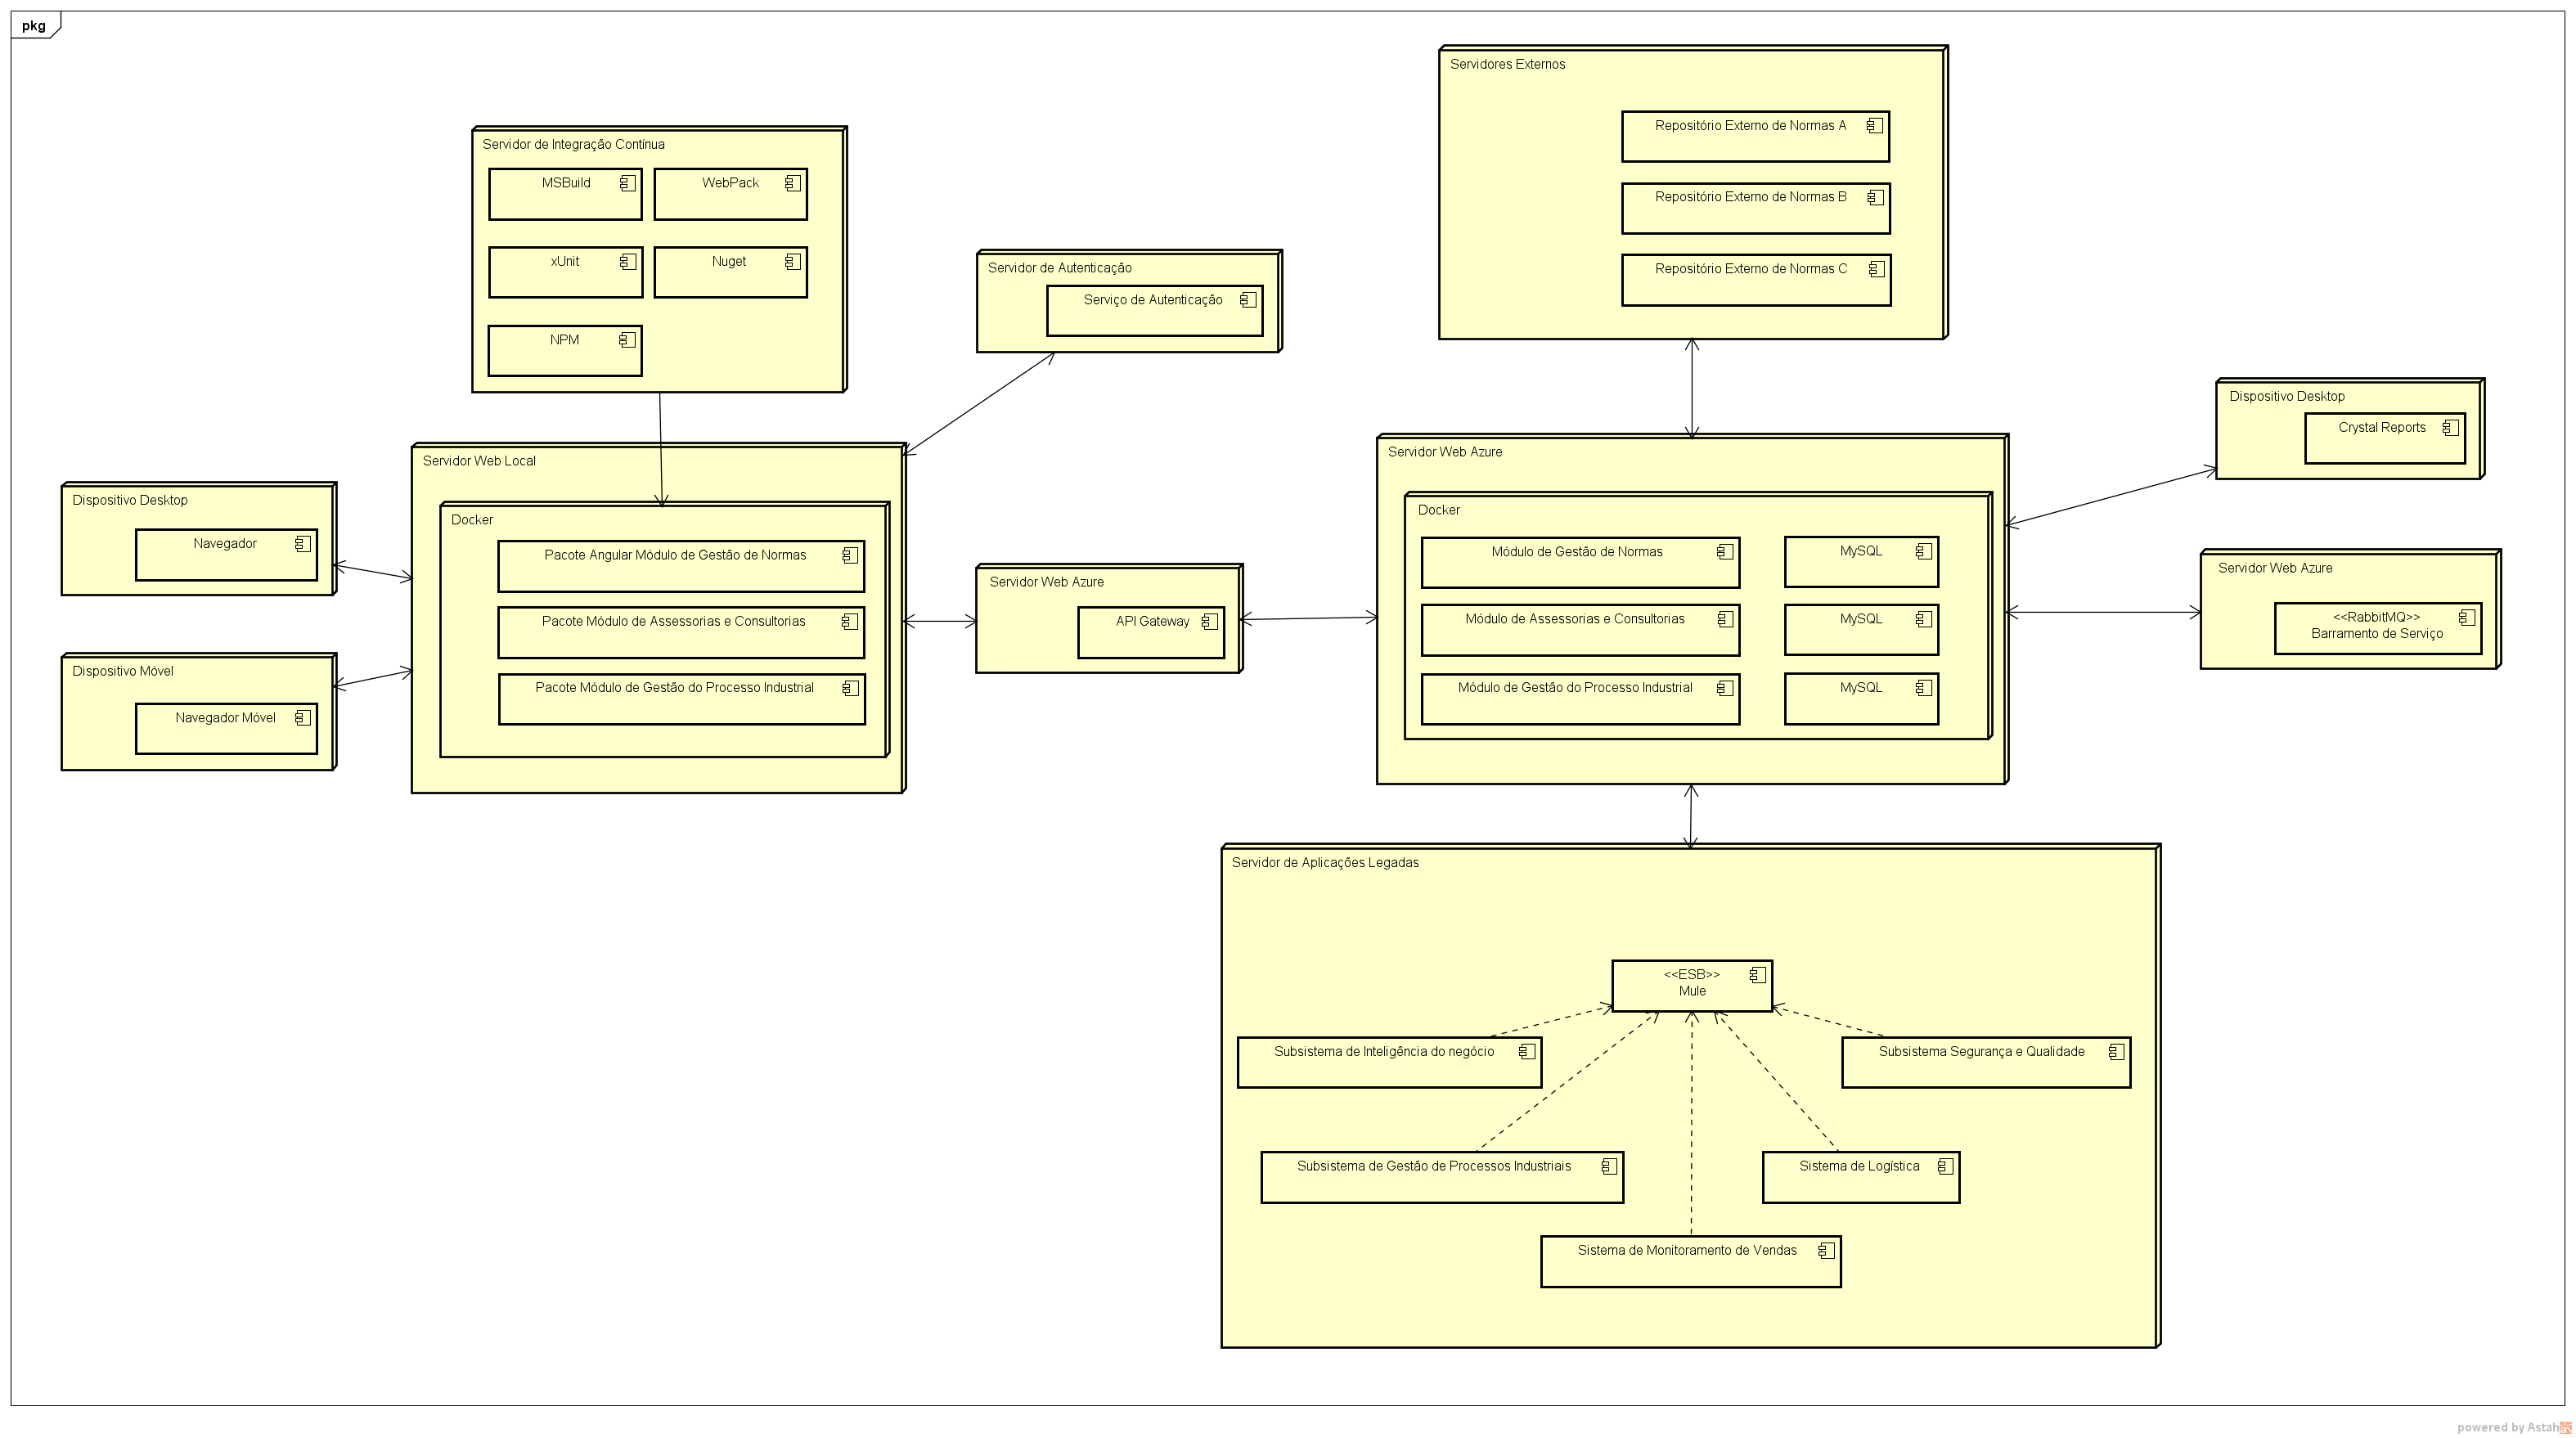 pkg
Servidores Externos
Repositório Externo de Normas A
Repositório Externo de Normas B
Repositório Externo de Normas C
Servidor de Integração Contínua
MSBuild
WebPack
xUnit
Nuget
NPM
Servidor de Autenticação
Serviço de Autenticação
Dispositivo Desktop
Crystal Reports
Servidor Web Local
Docker
Pacote Angular Módulo de Gestão de Normas
Pacote Módulo de Assessorias e Consultorias
Pacote Módulo de Gestão do Processo Industrial
Dispositivo Desktop
Navegador
Dispositivo Móvel
Navegador Móvel
Servidor Web Azure
API Gateway
Servidor Web Azure
Docker
Módulo de Gestão de Normas
MySQL
Módulo de Assessorias e Consultorias
MySQL
Módulo de Gestão do Processo Industrial
MySQL
Servidor Web Azure
<<RabbitMQ>>
Barramento de Serviço
Servidor de Aplicações Legadas
<<ESB>>
Mule
Subsistema de Inteligência do negócio
Subsistema Segurança e Qualidade
Subsistema de Gestão de Processos Industriais
Sistema de Logística
Sistema de Monitoramento de Vendas
powered by Astah